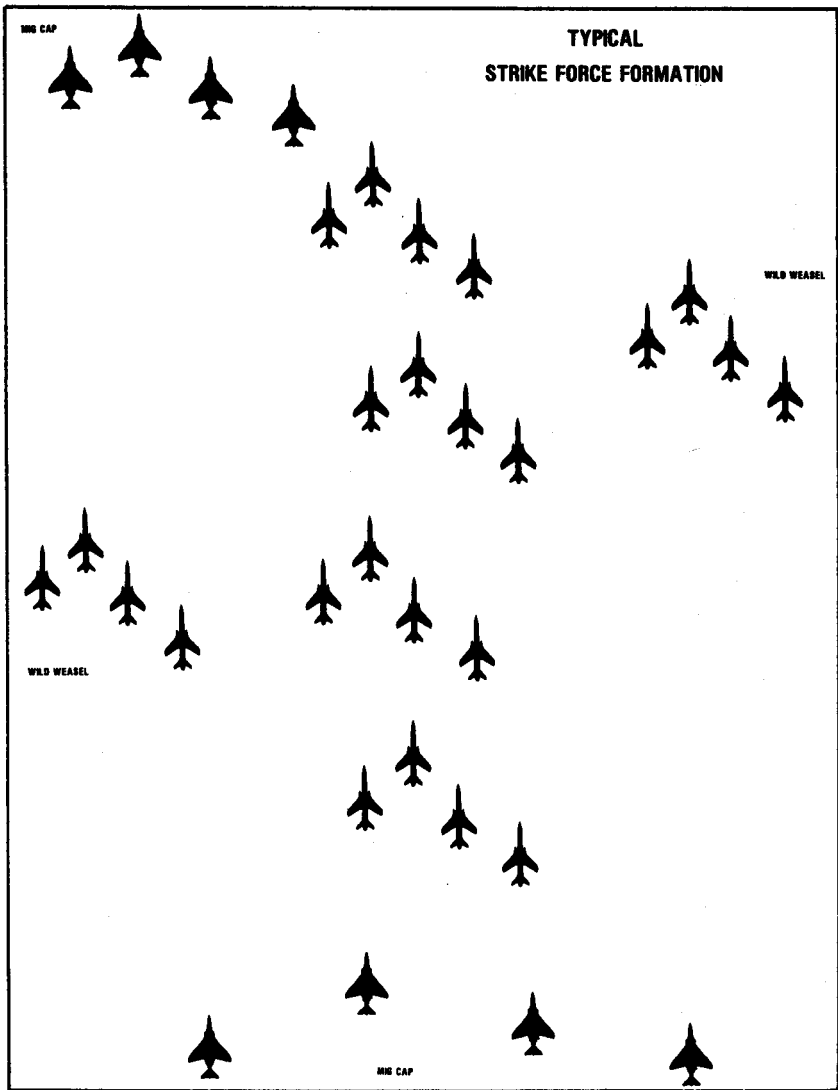 MIG CAP
TYPICAL
STRIKE FORCE FORMATION
WILD WEASEL
WILD WEASEL
MIG CAP